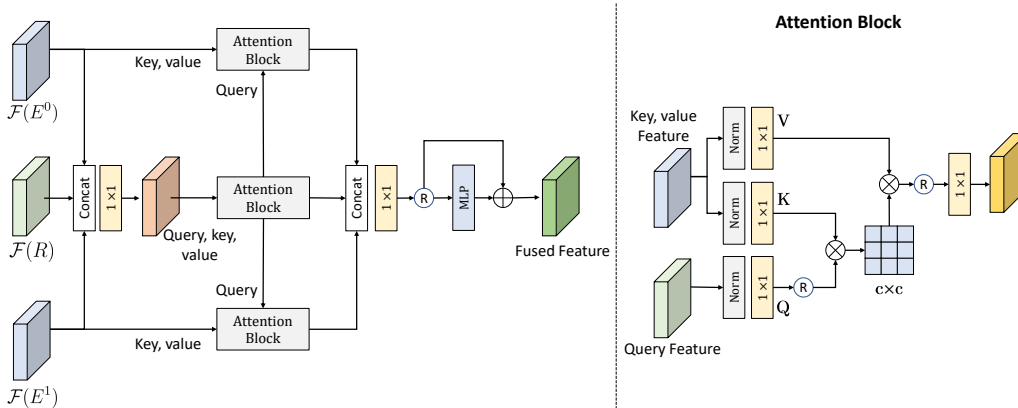 Attention Block
Attention
Block
Key, value
Query
F(E⁰)
Concat
1×1
F(R)
Attention
Block
Query, key,
value
Concat
1×1
R
MLP
Fused Feature
Query
Attention
Block
Key, value
F(E¹)
Key, value
Feature
Norm
1×1
V
Norm
1×1
K
R
1×1
Norm
1×1
R
Q
c×c
Query Feature